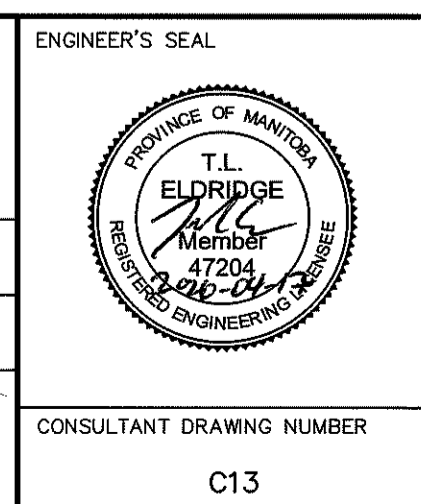 ENGINEER'S SEAL
PROVINCE OF MANITOBA
T.L.
ELDRIDGE
Member
47204
REGISTERED ENGINEERING LICENSEE
CONSULTANT DRAWING NUMBER
C13